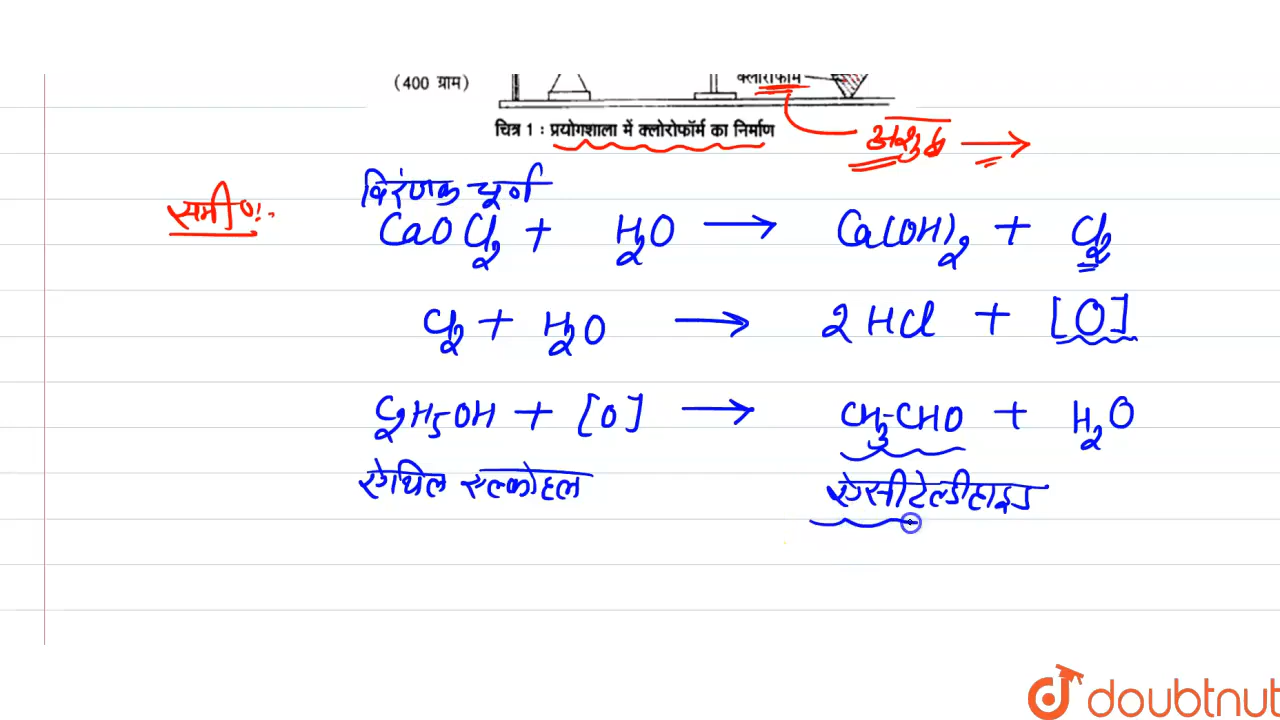 (400 ग्राम)
क्लोरोफॉर्म
चित्र 1 : प्रयोगशाला में क्लोरोफॉर्म का निर्माण
अशुद्ध →
विरंजक चूर्ण
समी०:-
CaOCl₂ + H₂O → Ca(OH)₂ + Cl₂
Cl₂ + H₂O → 2HCl + [O]
C₂H₅OH + [O] → CH₃-CHO + H₂O
एथिल एल्कोहल एसीटेल्डीहाइड
doubtnut